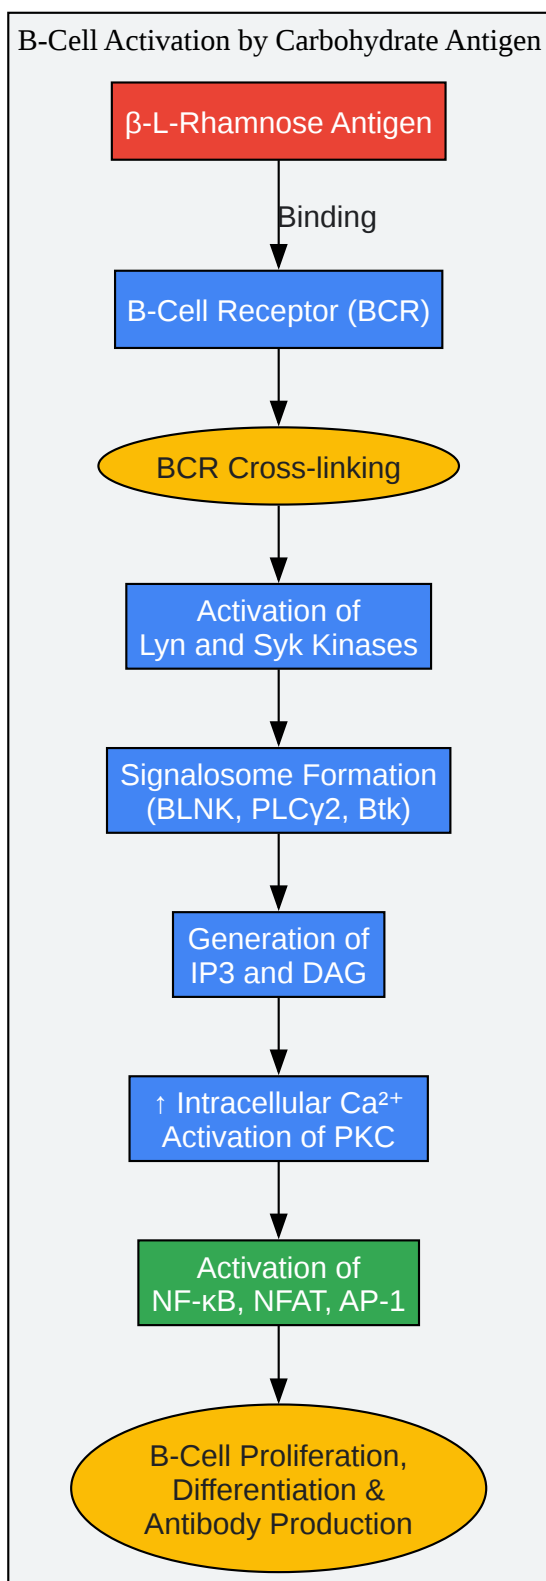 B-Cell Activation by Carbohydrate Antigen
β-L-Rhamnose Antigen
Binding
B-Cell Receptor (BCR)
BCR Cross-linking
Activation of
Lyn and Syk Kinases
Signalosome Formation
(BLNK, PLCγ2, Btk)
Generation of
IP3 and DAG
↑ Intracellular Ca²⁺
Activation of PKC
Activation of
NF-κB, NFAT, AP-1
B-Cell Proliferation,
Differentiation &
Antibody Production